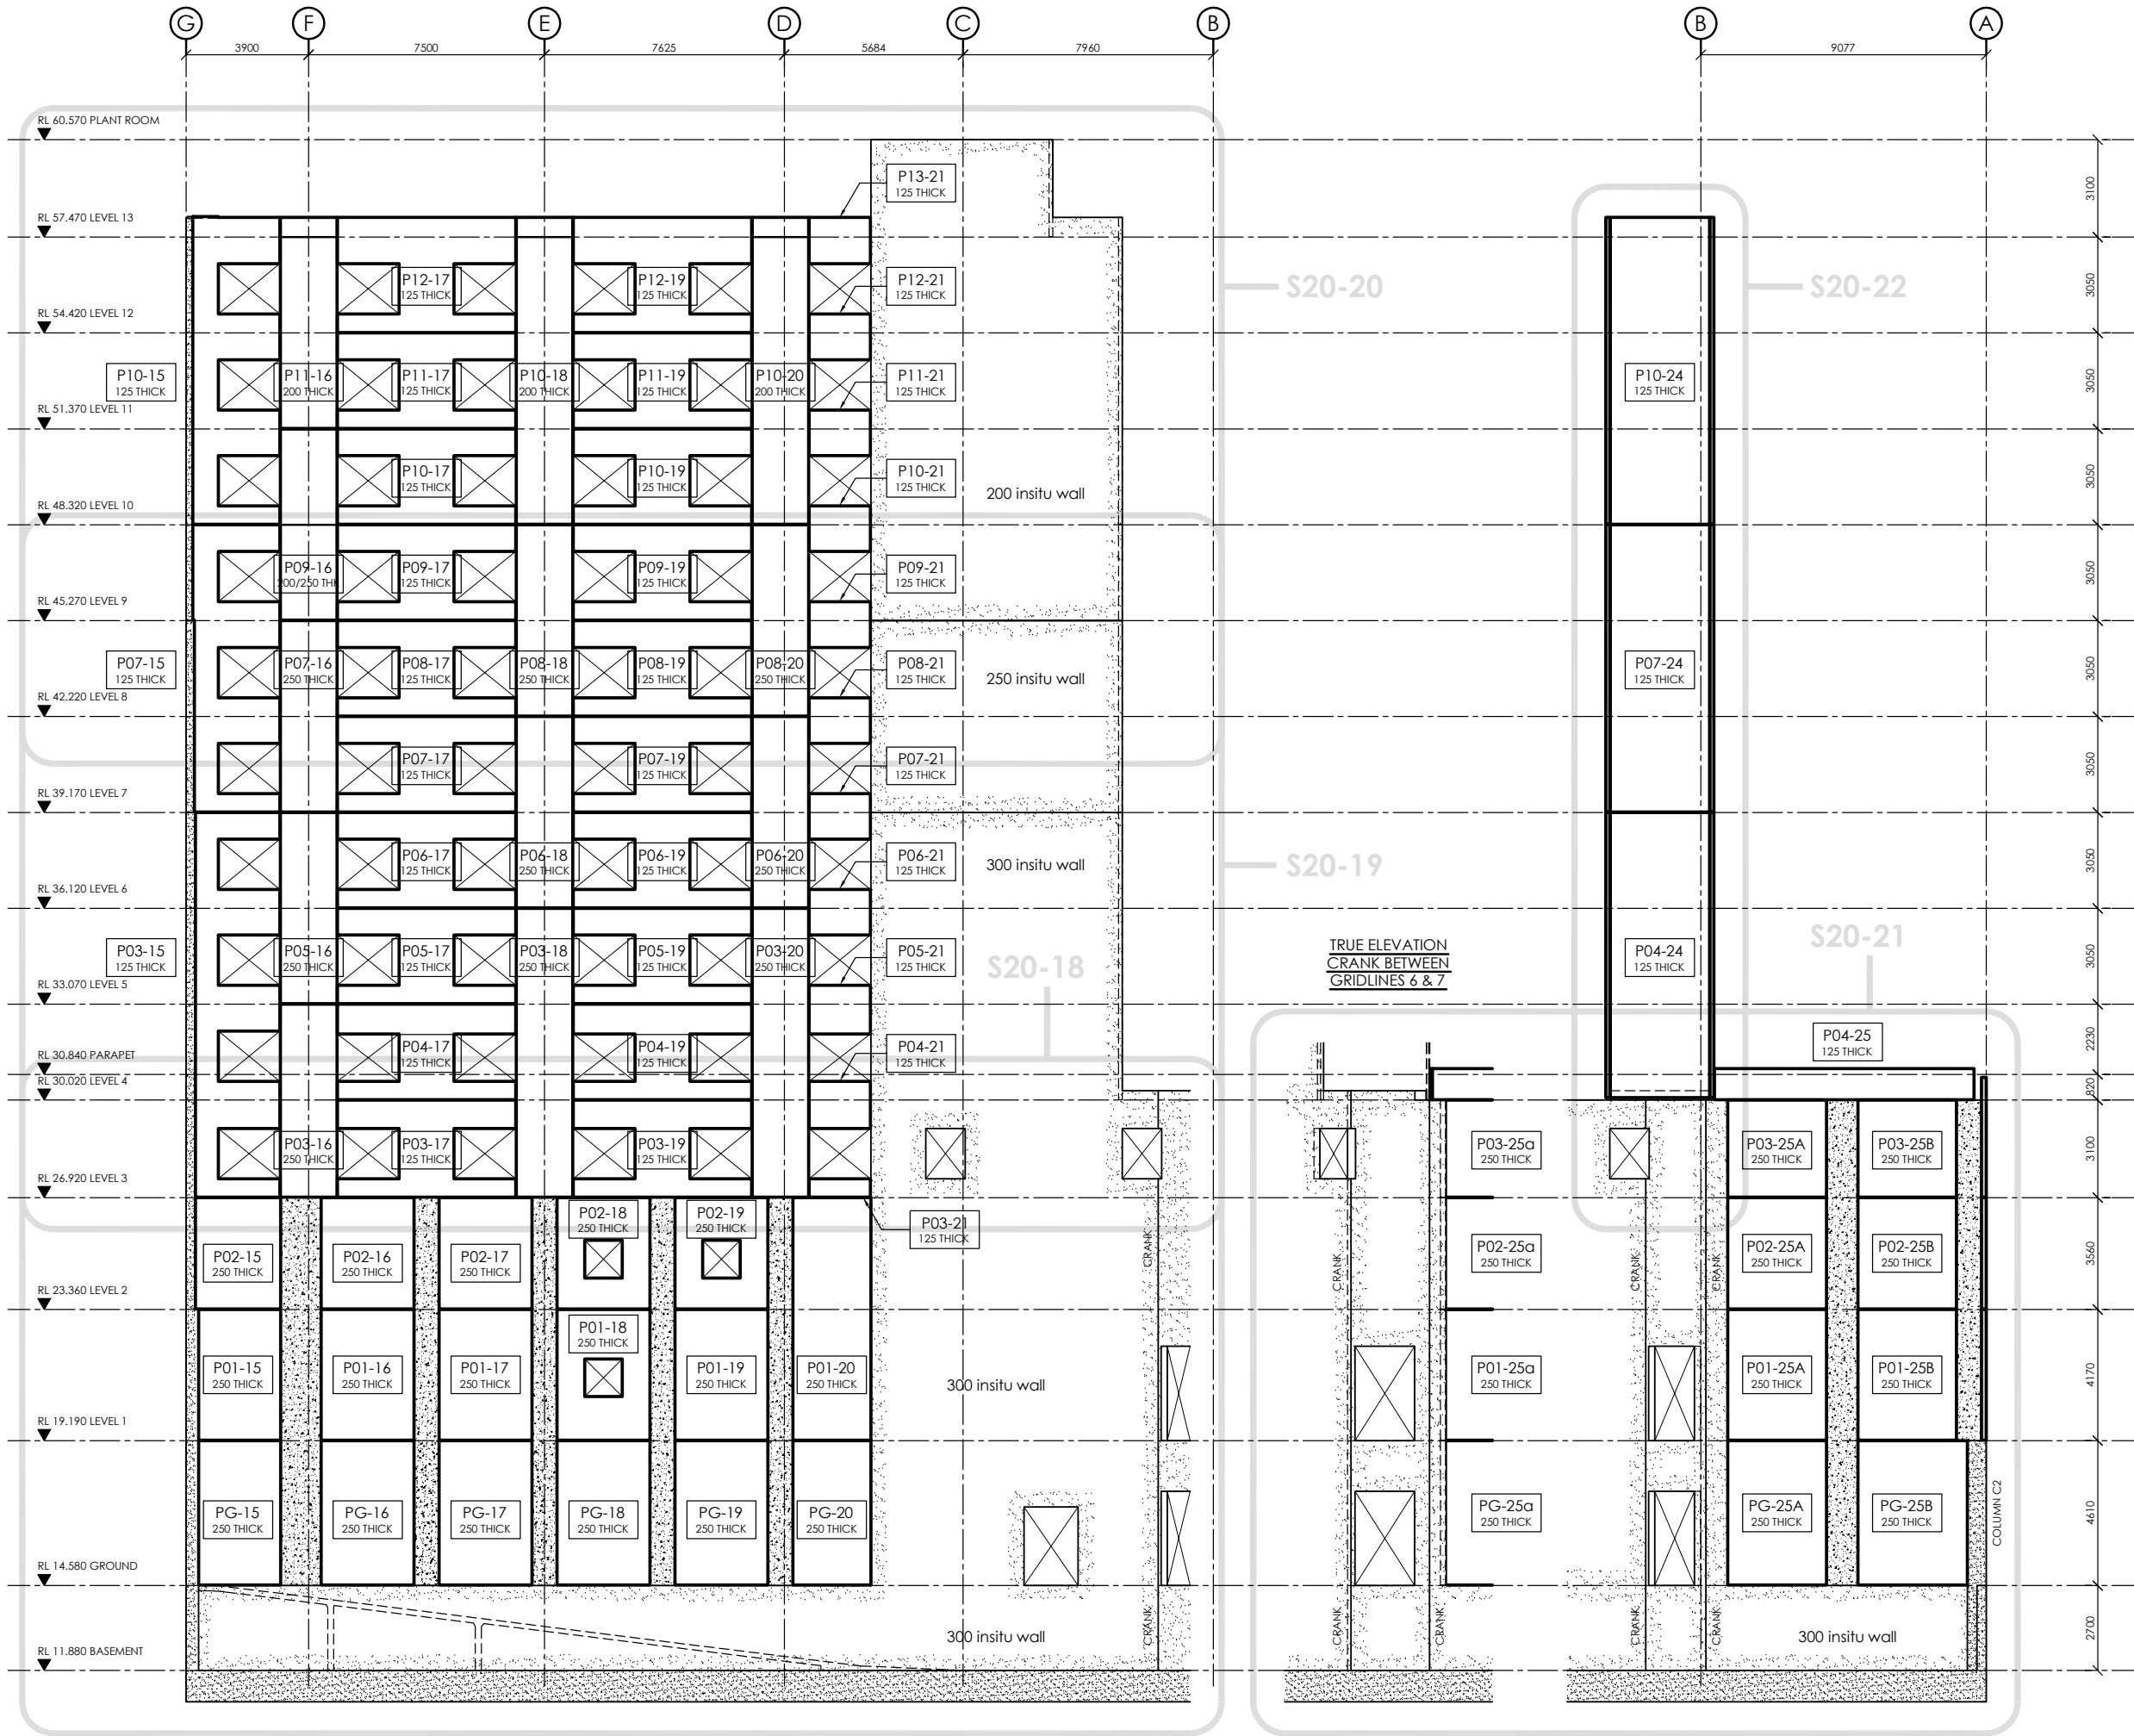 G
F
E
D
C
B
B
A
3900
7500
7625
5684
7960
9077
RL 60.570 PLANT ROOM
3100
P13-21
125 THICK
RL 57.470 LEVEL 13
P12-17
125 THICK
P12-19
125 THICK
P12-21
125 THICK
S20-20
S20-22
3050
RL 54.420 LEVEL 12
P10-15
125 THICK
P11-16
200 THICK
P11-17
125 THICK
P10-18
200 THICK
P11-19
125 THICK
P10-20
200 THICK
P11-21
125 THICK
P10-24
125 THICK
3050
RL 51.370 LEVEL 11
P10-17
125 THICK
P10-19
125 THICK
P10-21
125 THICK
200 insitu wall
3050
RL 48.320 LEVEL 10
P09-16
200/250 THK
P09-17
125 THICK
P09-19
125 THICK
P09-21
125 THICK
3050
RL 45.270 LEVEL 9
P07-15
125 THICK
P07-16
250 THICK
P08-17
125 THICK
P08-18
250 THICK
P08-19
125 THICK
P08-20
250 THICK
P08-21
125 THICK
250 insitu wall
P07-24
125 THICK
3050
RL 42.220 LEVEL 8
P07-17
125 THICK
P07-19
125 THICK
P07-21
125 THICK
3050
RL 39.170 LEVEL 7
P06-17
125 THICK
P06-18
250 THICK
P06-19
125 THICK
P06-20
250 THICK
P06-21
125 THICK
300 insitu wall
S20-19
3050
RL 36.120 LEVEL 6
P03-15
125 THICK
P05-16
250 THICK
P05-17
125 THICK
P03-18
250 THICK
P05-19
125 THICK
P03-20
250 THICK
P05-21
125 THICK
S20-18
TRUE ELEVATION
CRANK BETWEEN
GRIDLINES 6 & 7
P04-24
125 THICK
S20-21
3050
RL 33.070 LEVEL 5
P04-17
125 THICK
P04-19
125 THICK
P04-21
125 THICK
P04-25
125 THICK
2230
RL 30.840 PARAPET
820
RL 30.020 LEVEL 4
P03-16
250 THICK
P03-17
125 THICK
P03-19
125 THICK
P03-25a
250 THICK
P03-25A
250 THICK
P03-25B
250 THICK
3100
RL 26.920 LEVEL 3
P03-21
125 THICK
P02-15
250 THICK
P02-16
250 THICK
P02-17
250 THICK
P02-18
250 THICK
P02-19
250 THICK
CRANK
CRANK
P02-25a
250 THICK
CRANK
CRANK
P02-25A
250 THICK
P02-25B
250 THICK
3560
RL 23.360 LEVEL 2
P01-15
250 THICK
P01-16
250 THICK
P01-17
250 THICK
P01-18
250 THICK
P01-19
250 THICK
P01-20
250 THICK
300 insitu wall
P01-25a
250 THICK
P01-25A
250 THICK
P01-25B
250 THICK
4170
RL 19.190 LEVEL 1
PG-15
250 THICK
PG-16
250 THICK
PG-17
250 THICK
PG-18
250 THICK
PG-19
250 THICK
PG-20
250 THICK
PG-25a
250 THICK
PG-25A
250 THICK
PG-25B
250 THICK
COLUMN C2
4610
RL 14.580 GROUND
300 insitu wall
CRANK
CRANK
CRANK
CRANK
CRANK
300 insitu wall
2700
RL 11.880 BASEMENT